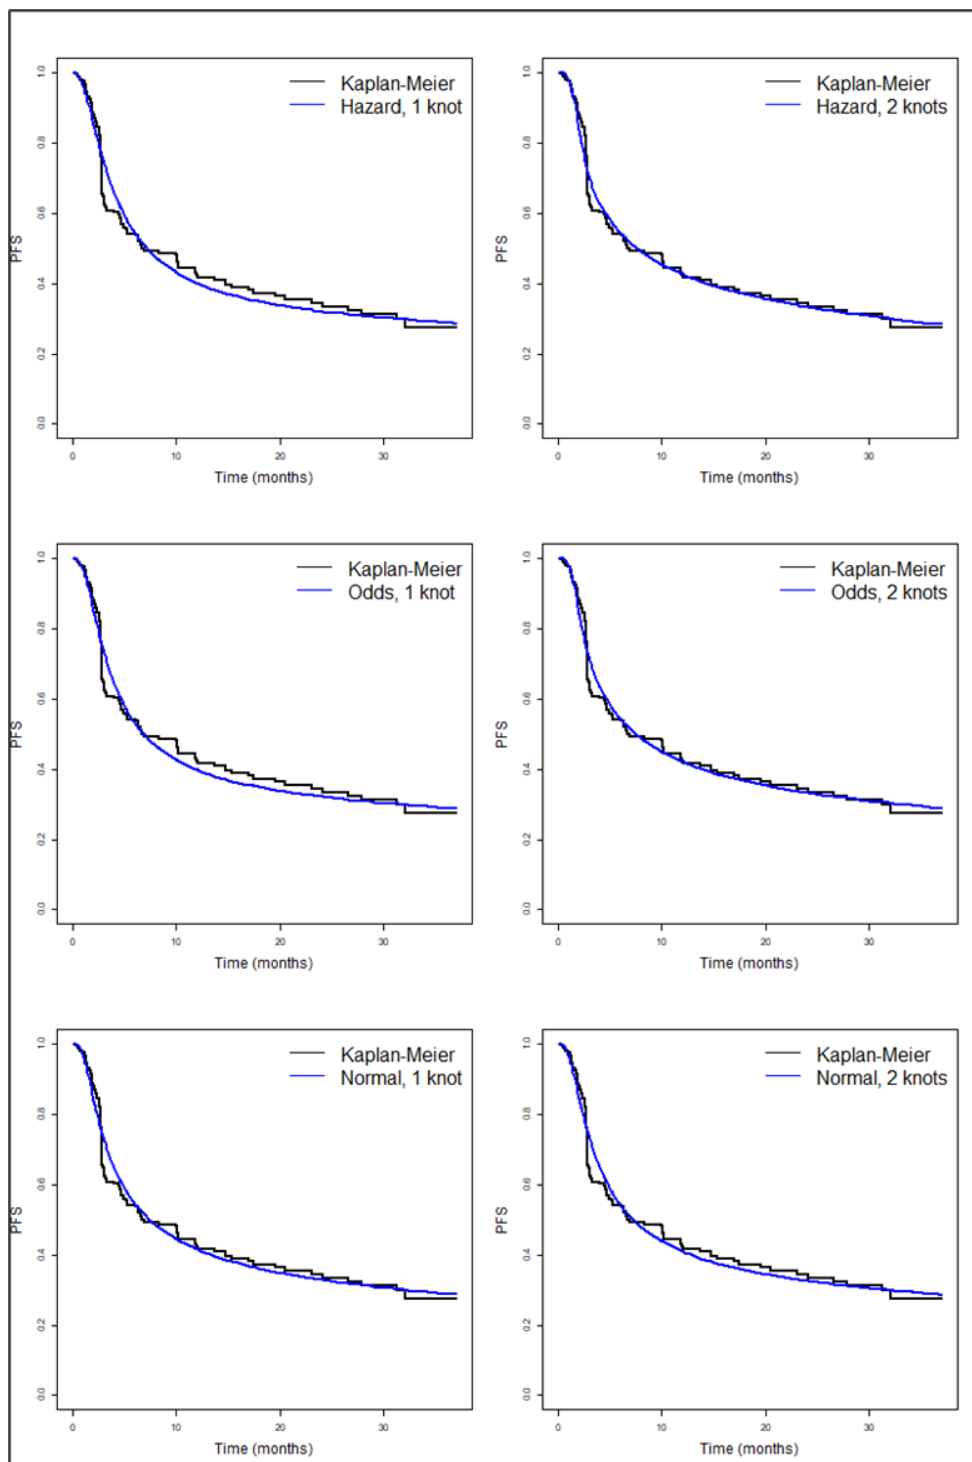 Kaplan-Meier
Hazard, 1 knot
PFS
1.0
0.8
0.6
0.4
0.2
0.0
0 10 20 30
Time (months)
Kaplan-Meier
Hazard, 2 knots
PFS
1.0
0.8
0.6
0.4
0.2
0.0
0 10 20 30
Time (months)
Kaplan-Meier
Odds, 1 knot
PFS
1.0
0.8
0.6
0.4
0.2
0.0
0 10 20 30
Time (months)
Kaplan-Meier
Odds, 2 knots
PFS
1.0
0.8
0.6
0.4
0.2
0.0
0 10 20 30
Time (months)
Kaplan-Meier
Normal, 1 knot
PFS
1.0
0.8
0.6
0.4
0.2
0.0
0 10 20 30
Time (months)
Kaplan-Meier
Normal, 2 knots
PFS
1.0
0.8
0.6
0.4
0.2
0.0
0 10 20 30
Time (months)